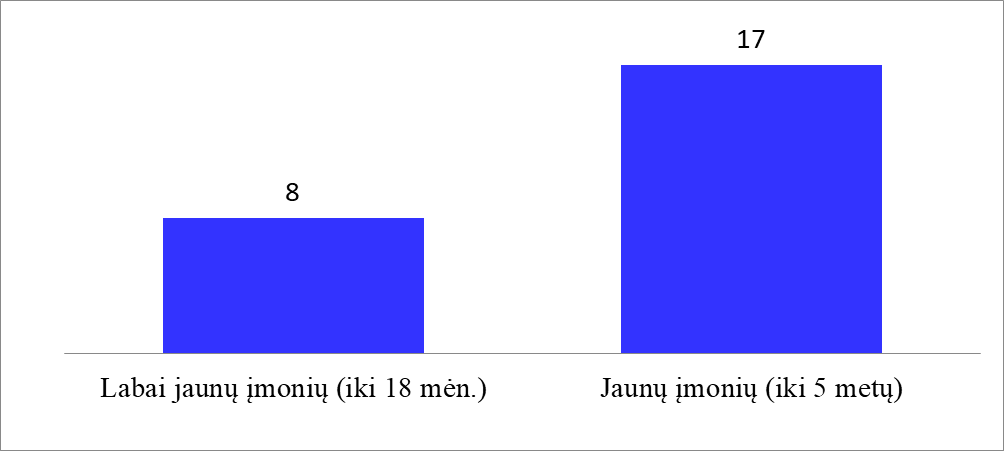 17
8
Labai jaunų įmonių (iki 18 mėn.)
Jaunų įmonių (iki 5 metų)